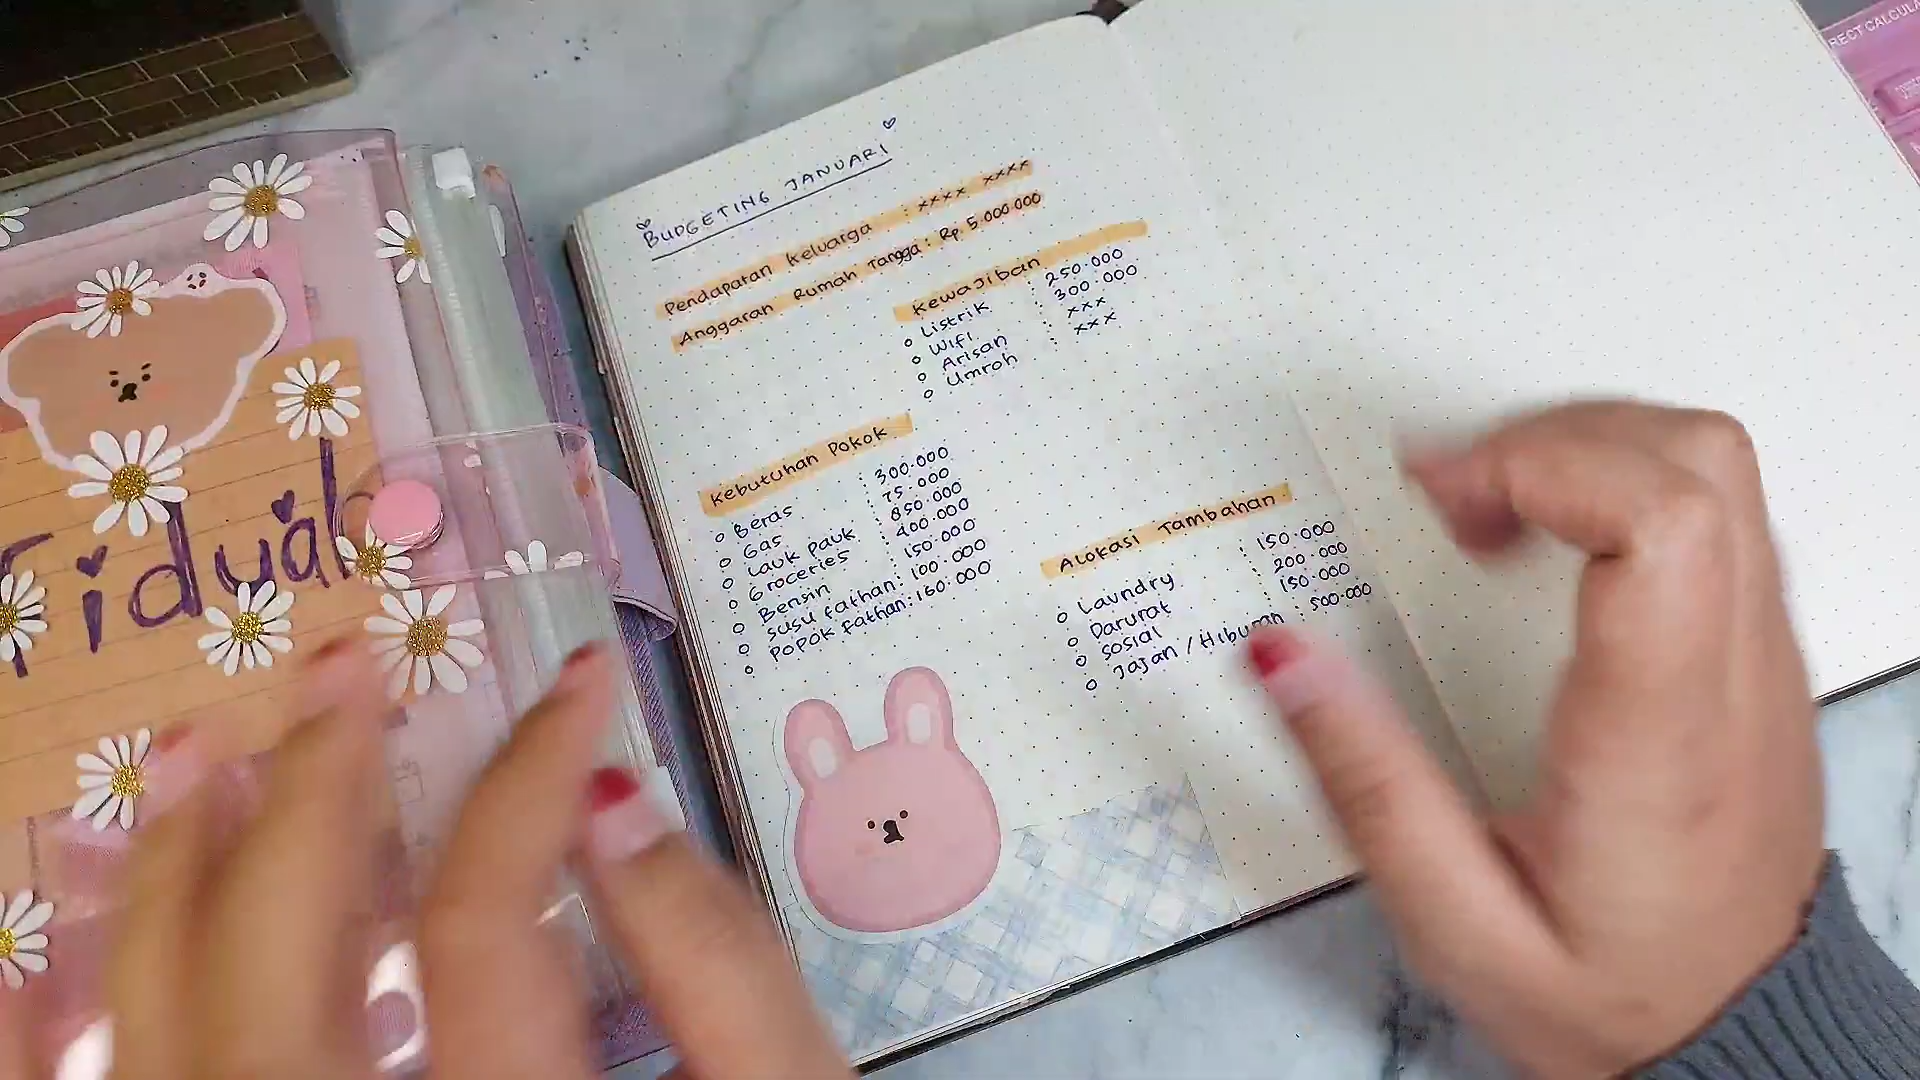 BUDGETING JANUARI
Pendapatan Keluarga : xxxx xxxx
Anggaran Rumah Tangga : Rp 5.000.000
Kewajiban
Listrik : 250.000
Wifi : 300.000
Arisan : xxx
Umroh : xxx
Kebutuhan Pokok
Beras : 300.000
Gas : 75.000
Lauk pauk : 850.000
Groceries : 400.000
Bensin : 150.000
Susu fathan : 100.000
Popok fathan : 160.000
Alokasi Tambahan
Laundry : 150.000
Darurat : 200.000
Sosial : 150.000
Jajan / Hiburan : 500.000
fidual
RECT CALCULA